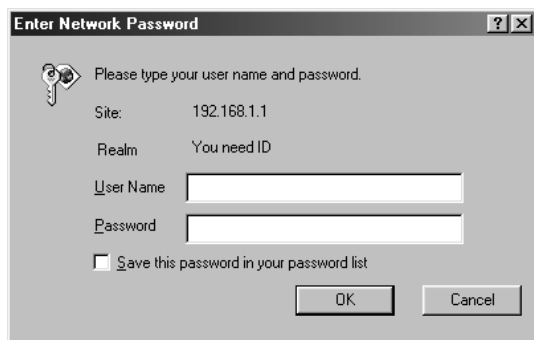 Enter Network Password
Please type your user name and password.
Site: 192.168.1.1
Realm You need ID
User Name
Password
Save this password in your password list
OK Cancel